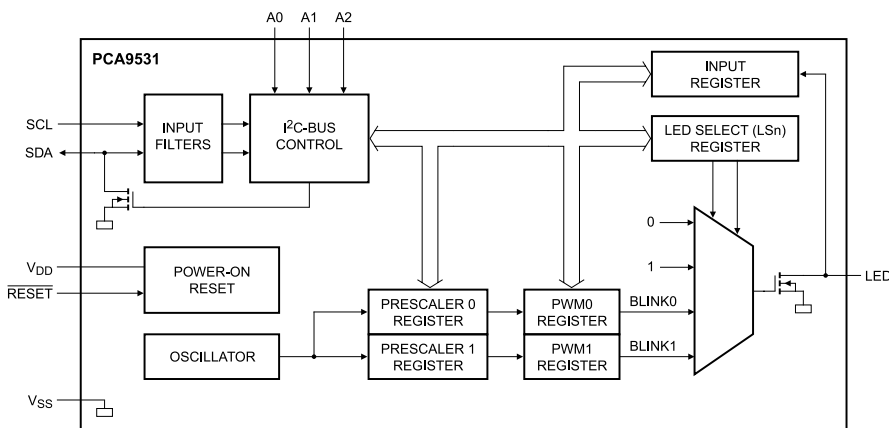 A0 A1 A2
PCA9531
INPUT
REGISTER
SCL
SDA
INPUT
FILTERS
I²C-BUS
CONTROL
LED SELECT (LSn)
REGISTER
0
1
VDD
RESET
POWER-ON
RESET
LED
PRESCALER 0
REGISTER
PWM0
REGISTER
BLINK0
OSCILLATOR
PRESCALER 1
REGISTER
PWM1
REGISTER
BLINK1
VSS